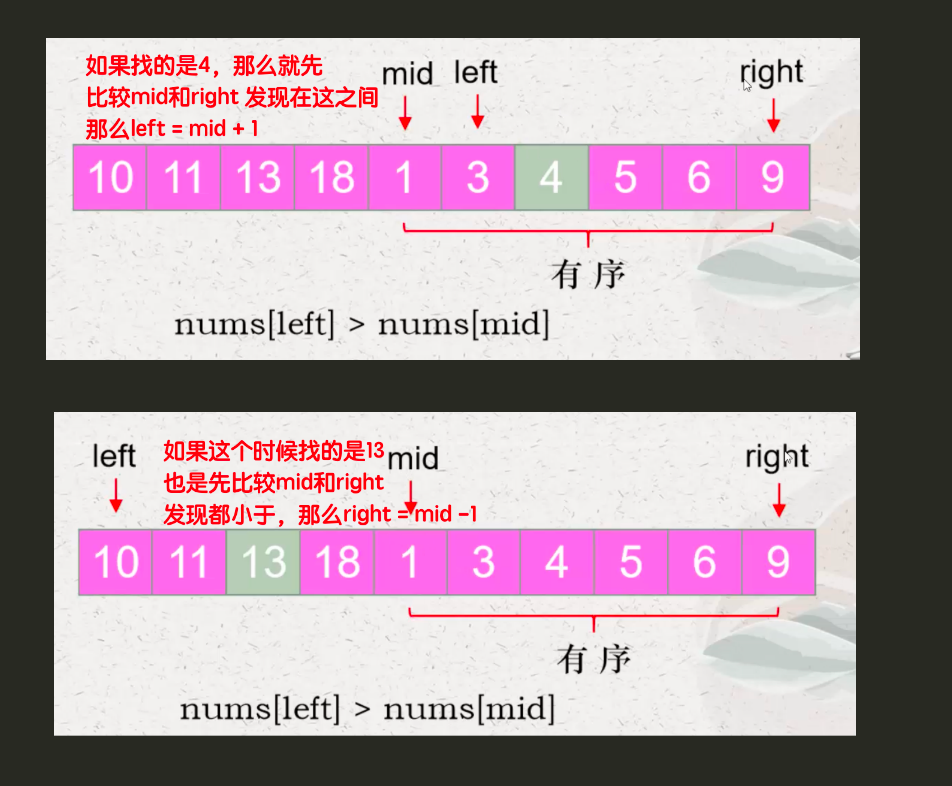 如果找的是4，那么就先
比较mid和right 发现在这之间
那么left = mid + 1
mid left right
10 11 13 18 1 3 4 5 6 9
有 序
nums[left] > nums[mid]
left mid right
如果这个时候找的是13
也是先比较mid和right
发现都小于，那么right = mid -1
10 11 13 18 1 3 4 5 6 9
有 序
nums[left] > nums[mid]